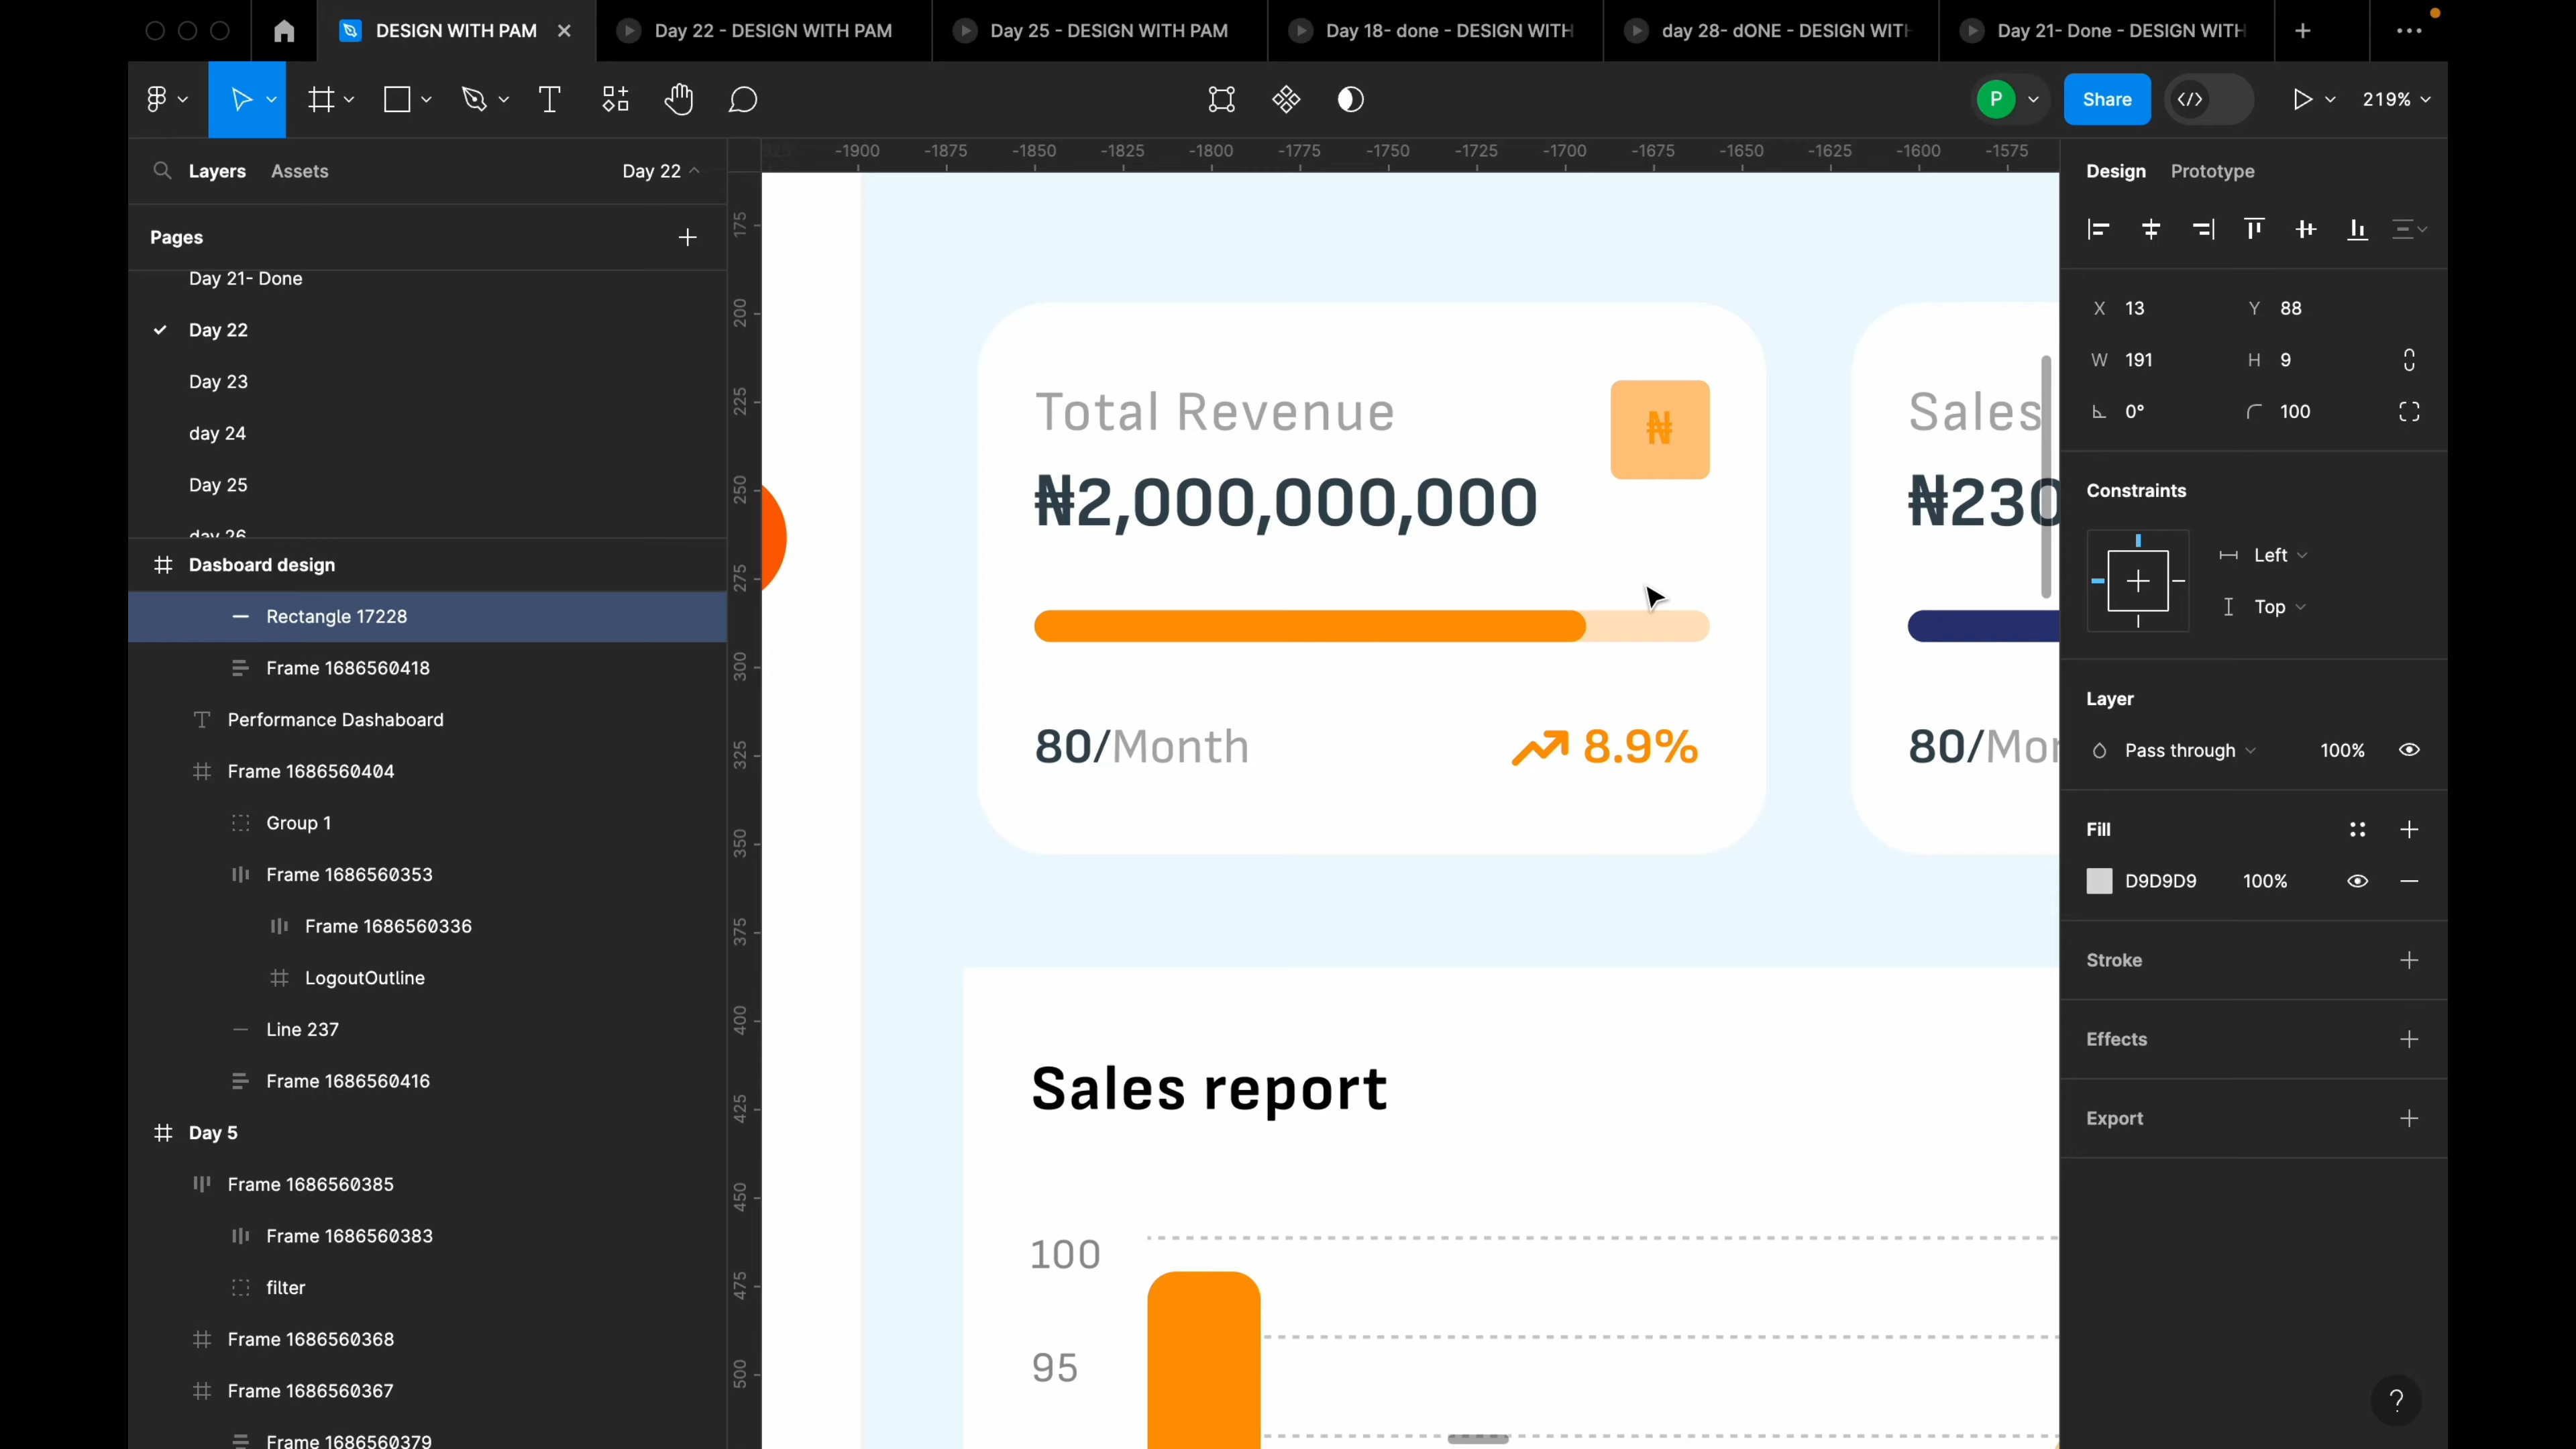 DESIGN WITH PAM
Day 22 - DESIGN WITH PAM
Day 25 - DESIGN WITH PAM
Day 18- done - DESIGN WITH
day 28- dONE - DESIGN WITH
Day 21- Done - DESIGN WITH
P
Share
219%
Layers
Assets
Day 22
Pages
Day 21- Done
Day 22
Day 23
day 24
Day 25
day 26
Dasboard design
Rectangle 17228
Frame 1686560418
Performance Dashaboard
Frame 1686560404
Group 1
Frame 1686560353
Frame 1686560336
LogoutOutline
Line 237
Frame 1686560416
Day 5
Frame 1686560385
Frame 1686560383
filter
Frame 1686560368
Frame 1686560367
Frame 1686560379
-1900 -1875 -1850 -1825 -1800 -1775 -1750 -1725 -1700 -1675 -1650 -1625 -1600 -1575
175
200
225
250
275
300
325
350
375
400
425
450
475
500
Total Revenue
₦
₦2,000,000,000
80/Month
8.9%
Sales
₦230
80/Mor
Sales report
100
95
Design
Prototype
X 13
Y 88
W 191
H 9
0°
100
Constraints
Left
Top
Layer
Pass through
100%
Fill
D9D9D9
100%
Stroke
Effects
Export
?